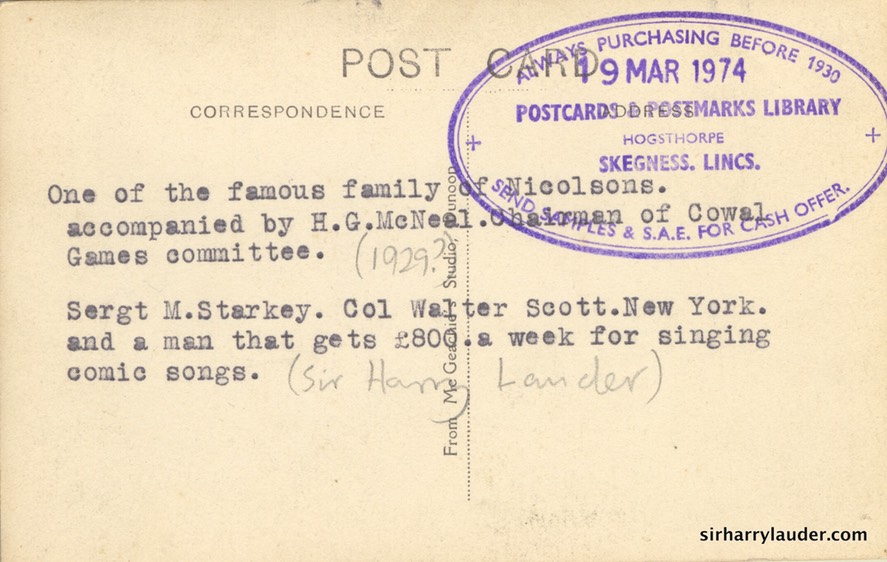 POST CARD
CORRESPONDENCE
ADDRESS
ALWAYS PURCHASING BEFORE 1930
19 MAR 1974
POSTCARDS & POSTMARKS LIBRARY
HOGSTHORPE
SKEGNESS. LINCS.
SEND SAMPLES & S.A.E. FOR CASH OFFER.
One of the famous family of Nicolsons.
accompanied by H.G.McNeal.Chairman of Cowal
Games committee. (1929?)
Sergt M.Starkey. Col Walter Scott.New York.
and a man that gets £800.a week for singing
comic songs. (Sir Harry Lauder)
From Studio, Dunoon
sirharrylauder.com